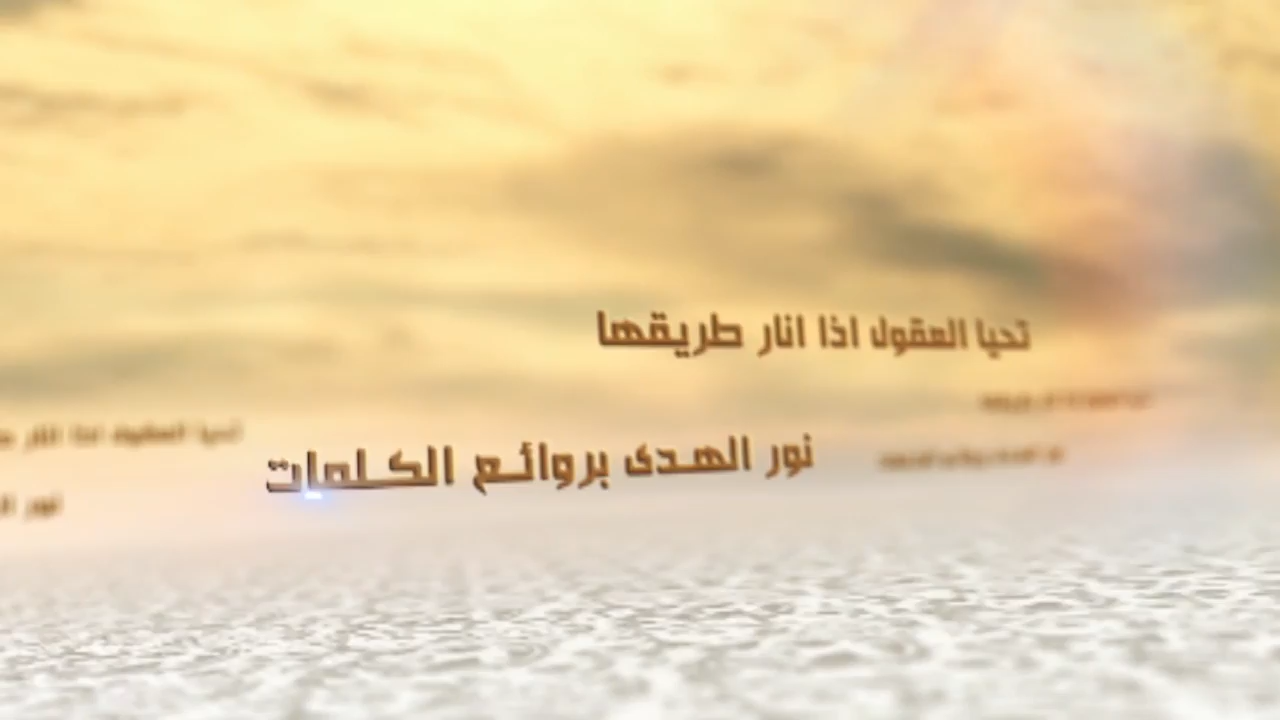 تحيا العقول اذا انار طريقها
نور الهدى بروائع الكلمات